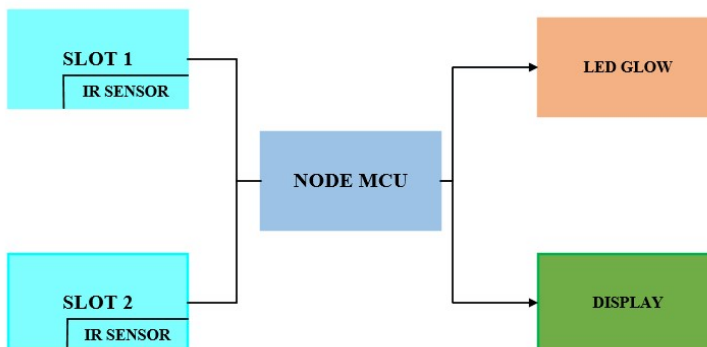 SLOT 1
IR SENSOR
LED GLOW
NODE MCU
SLOT 2
IR SENSOR
DISPLAY